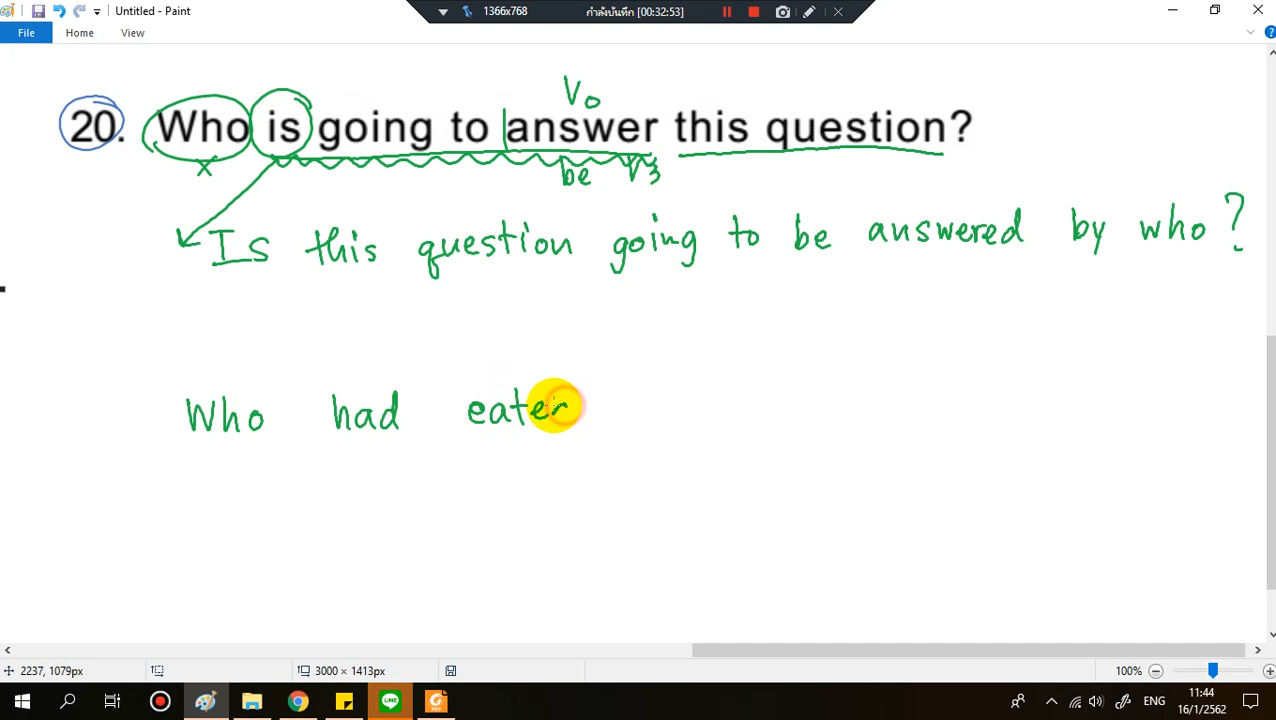 Untitled - Paint
1366x768
กำลังบันทึก [00:32:53]
File Home View
Vo
20. Who is going to answer this question?
x be V3
Is this question going to be answered by who?
Who had eater
2237, 1079px
3000 × 1413px
100%
ENG
11:44
16/1/2562